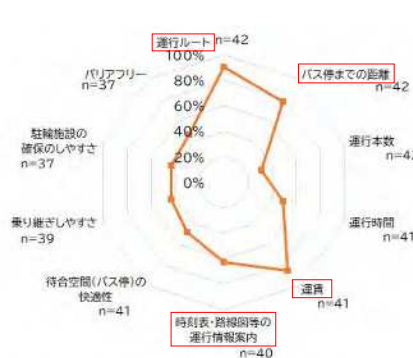 運行ルート n=42
100%
80%
60%
40%
20%
0%
バス停までの距離
n=42
運行本数
運行時間
n=41
運賃
n=41
時刻表・路線図等の
運行情報案内
n=40
待合空間(バス停)の
快適性
n=41
乗り継ぎしやすさ
n=39
駐輪施設の
確保のしやすさ
n=37
バリアフリー
n=37